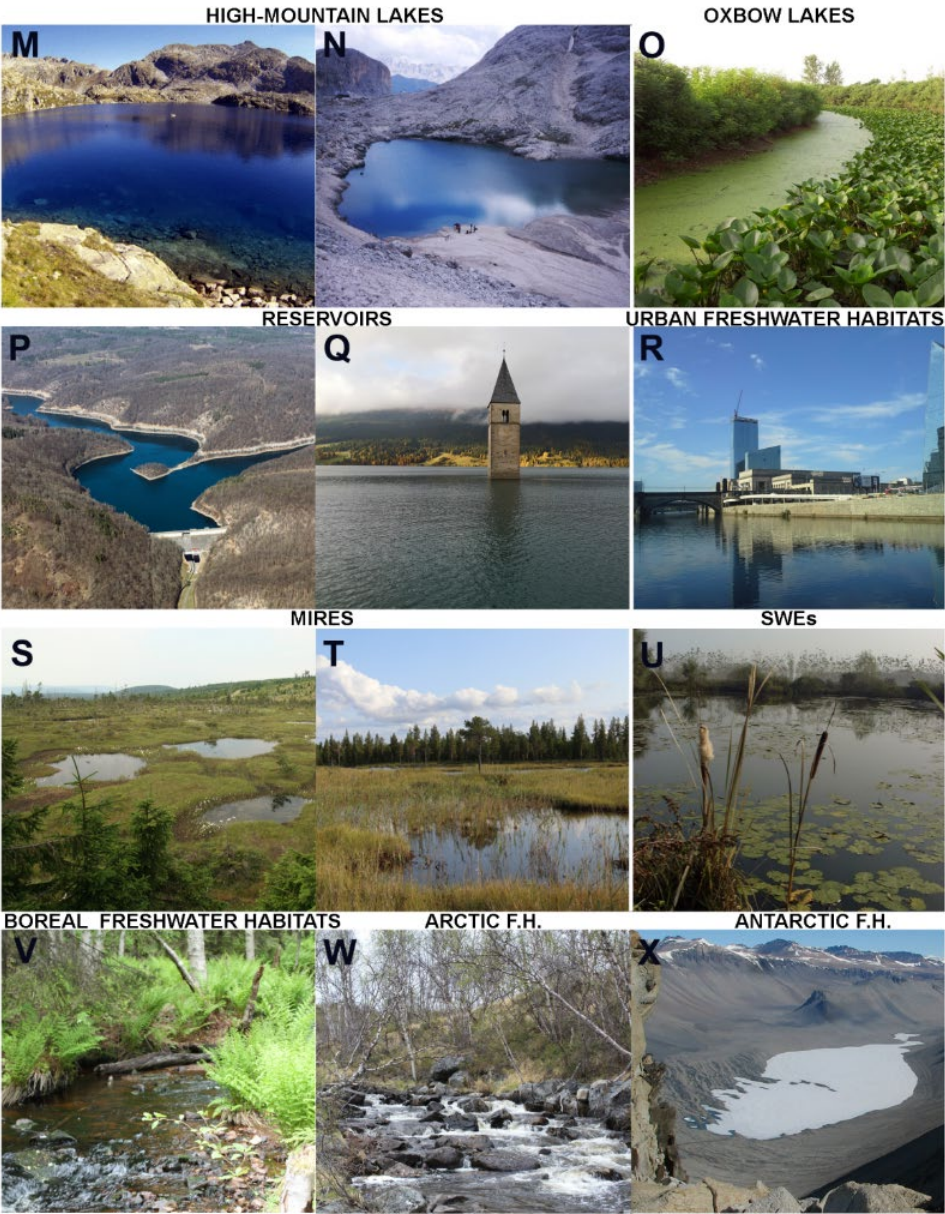 HIGH-MOUNTAIN LAKES
OXBOW LAKES
M
N
O
RESERVOIRS
URBAN FRESHWATER HABITATS
P
Q
R
MIRES
SWEs
S
T
U
BOREAL FRESHWATER HABITATS
ARCTIC F.H.
ANTARCTIC F.H.
V
W
X